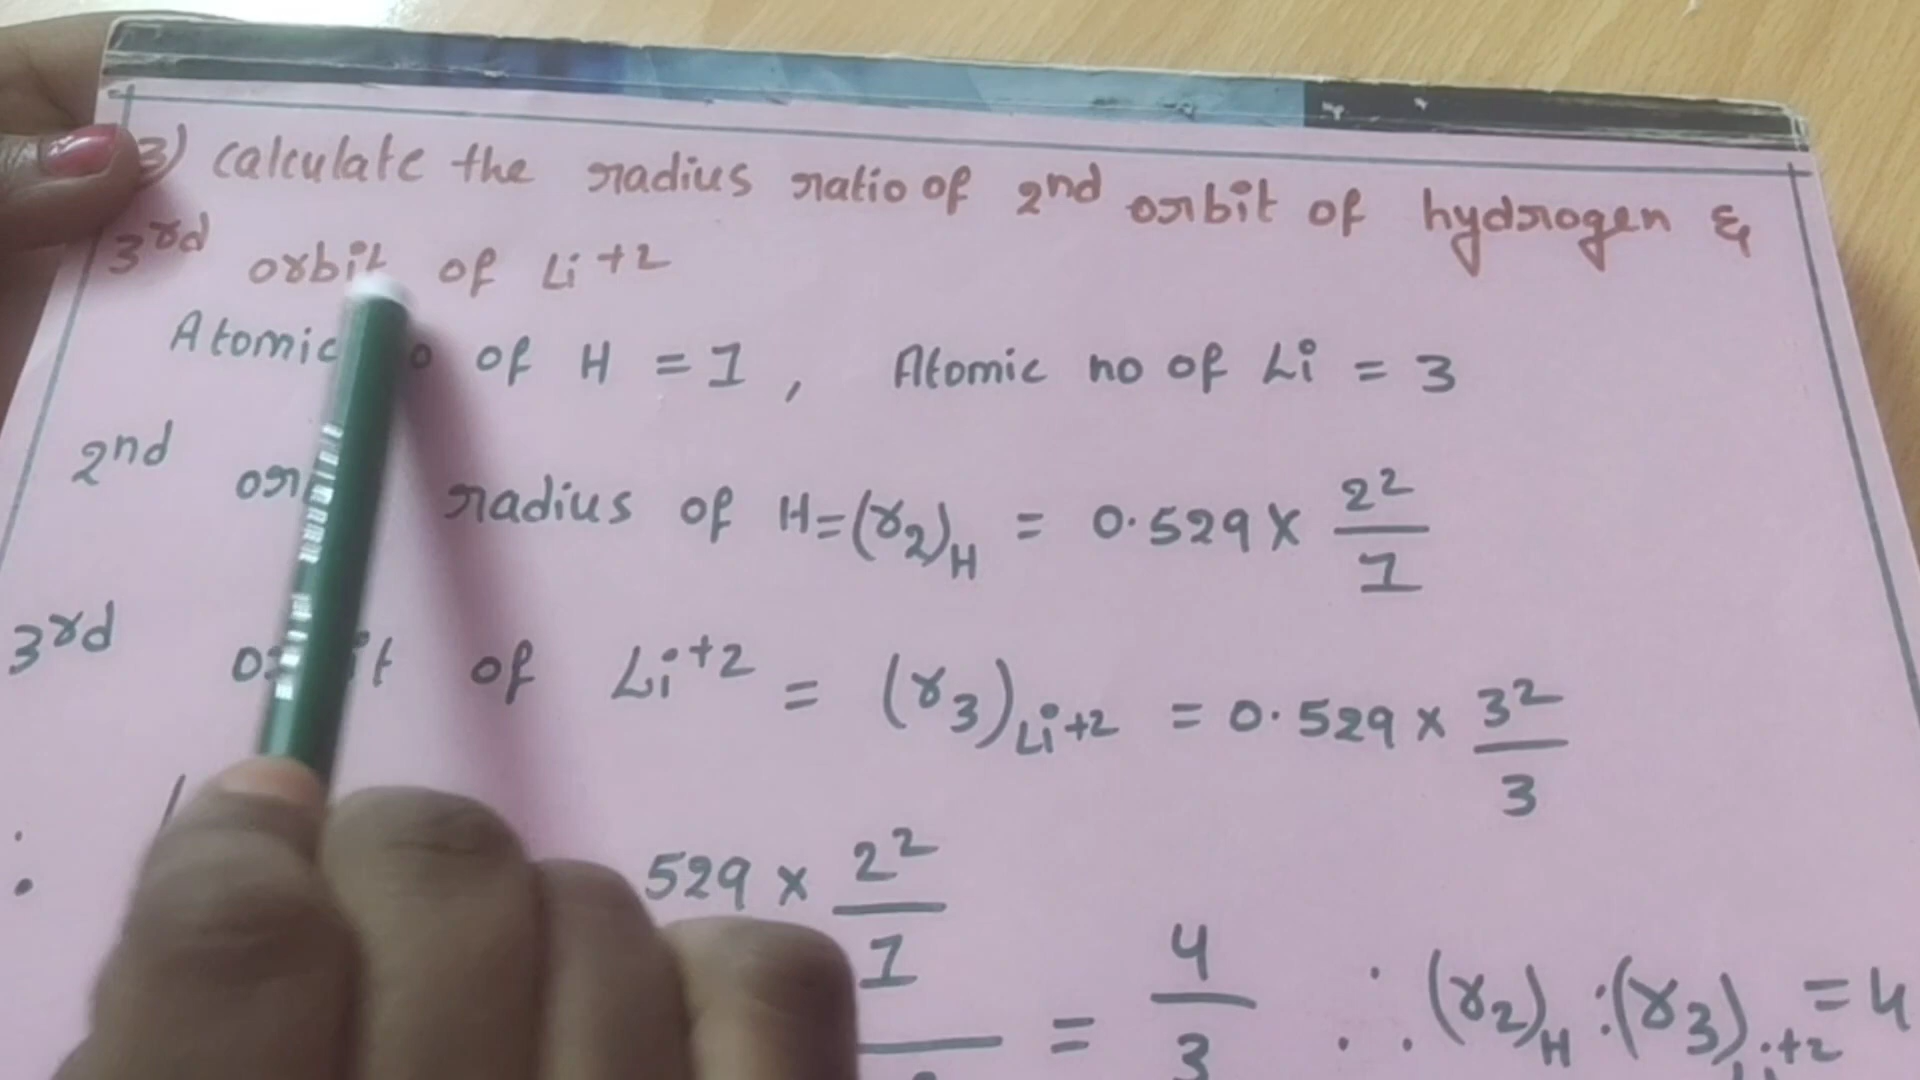 3) calculate the radius ratio of 2nd orbit of hydrogen &
3rd orbit of Li+2
Atomic of H = 1, Atomic no of Li = 3
2nd radius of H = (r2)H = 0.529 x 2²/1
3rd of Li+2 = (r3)Li+2 = 0.529 x 3²/3
∴ 529 x 2²/1
= 4/3 ∴ (r2)H : (r3)Li+2 = 4